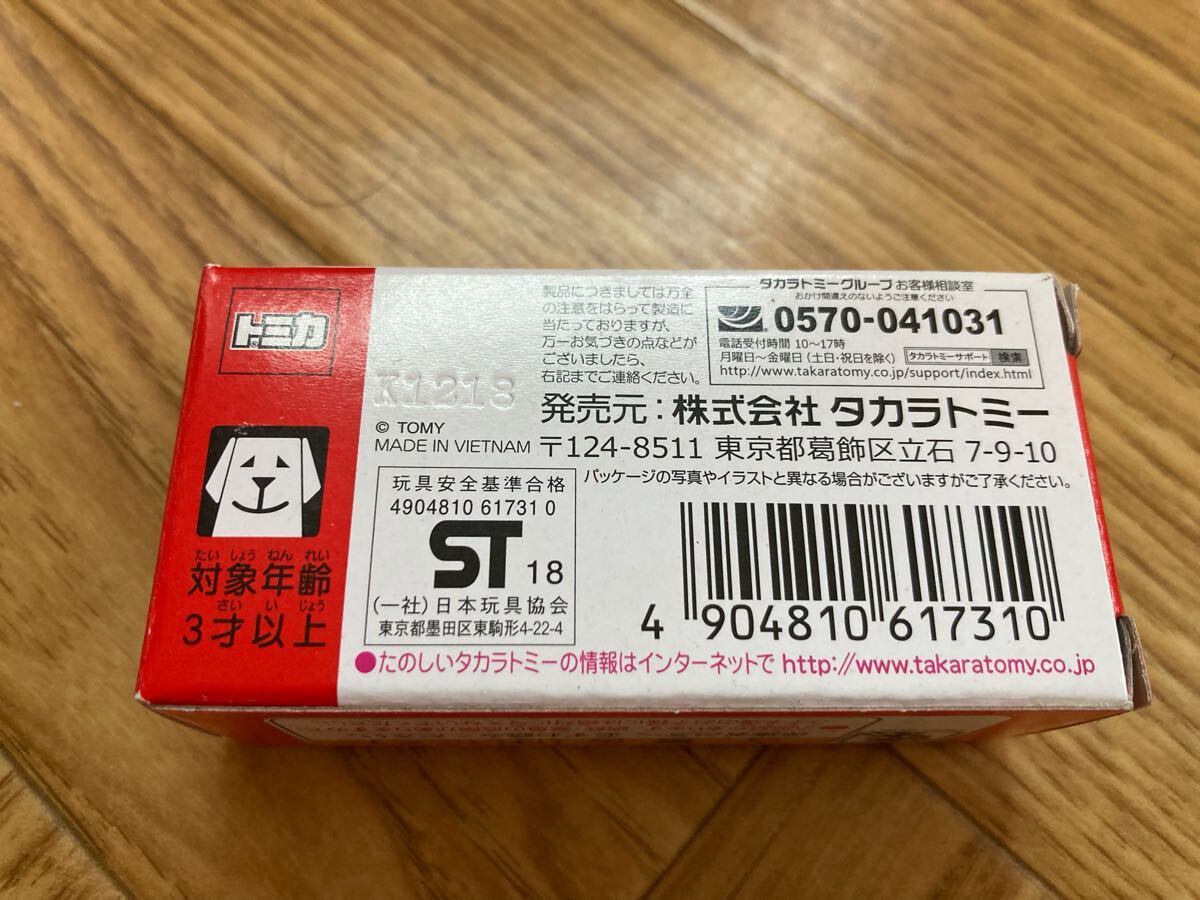 トミカ
たいしょうねんれい
対象年齢
さいいじょう
3才以上
K1218
© TOMY
MADE IN VIETNAM
玩具安全基準合格
4904810 61731 0
ST 18
(一社)日本玩具協会
東京都墨田区東駒形4-22-4
製品につきましては万全
の注意をはらって製造に
当たっておりますが、
万一お気づきの点などが
ございましたら、
右記までご連絡ください。
タカラトミーグループ お客様相談室
おかけ間違えのないようご注意ください
0570-041031
電話受付時間 10〜17時
月曜日〜金曜日 (土日・祝日を除く) タカラトミーサポート 検索
http://www.takaratomy.co.jp/support/index.html
発売元:株式会社 タカラトミー
〒124-8511 東京都葛飾区立石 7-9-10
パッケージの写真やイラストと異なる場合がございますがご了承ください。
4 904810 617310
●たのしいタカラトミーの情報はインターネットで http://www.takaratomy.co.jp